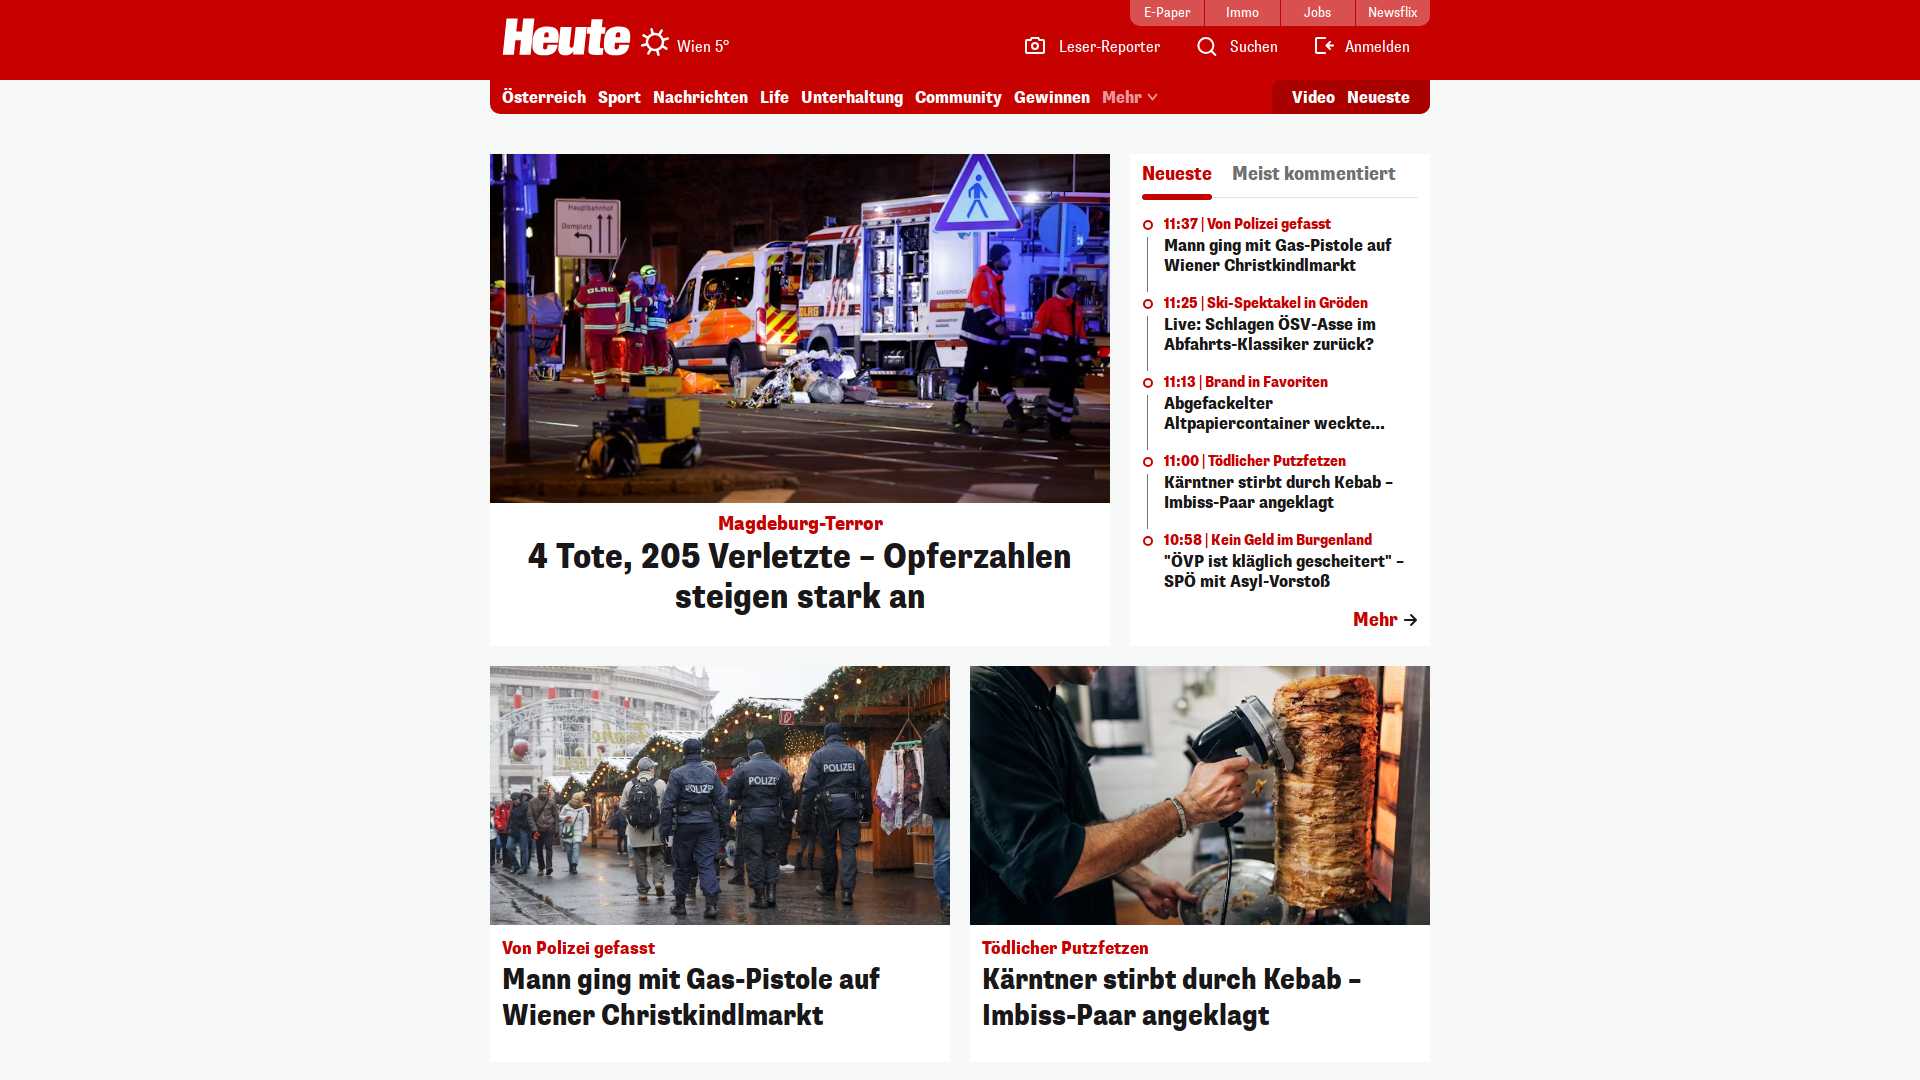 E-Paper
Immo
Jobs
Newsflix
Heute
Wien 5°
Leser-Reporter
Suchen
Anmelden
Österreich
Sport
Nachrichten
Life
Unterhaltung
Community
Gewinnen
Mehr
Video
Neueste
Hauptbahnhof
Domplatz
DLRG
DLRG
Magdeburg-Terror
4 Tote, 205 Verletzte – Opferzahlen
steigen stark an
Neueste
Meist kommentiert
11:37 | Von Polizei gefasst
Mann ging mit Gas-Pistole auf
Wiener Christkindlmarkt
11:25 | Ski-Spektakel in Gröden
Live: Schlagen ÖSV-Asse im
Abfahrts-Klassiker zurück?
11:13 | Brand in Favoriten
Abgefackelter
Altpapiercontainer weckte...
11:00 | Tödlicher Putzfetzen
Kärntner stirbt durch Kebab –
Imbiss-Paar angeklagt
10:58 | Kein Geld im Burgenland
"ÖVP ist kläglich gescheitert" –
SPÖ mit Asyl-Vorstoß
Mehr
POLIZEI
POLIZEI
POLIZEI
Von Polizei gefasst
Mann ging mit Gas-Pistole auf
Wiener Christkindlmarkt
Tödlicher Putzfetzen
Kärntner stirbt durch Kebab –
Imbiss-Paar angeklagt